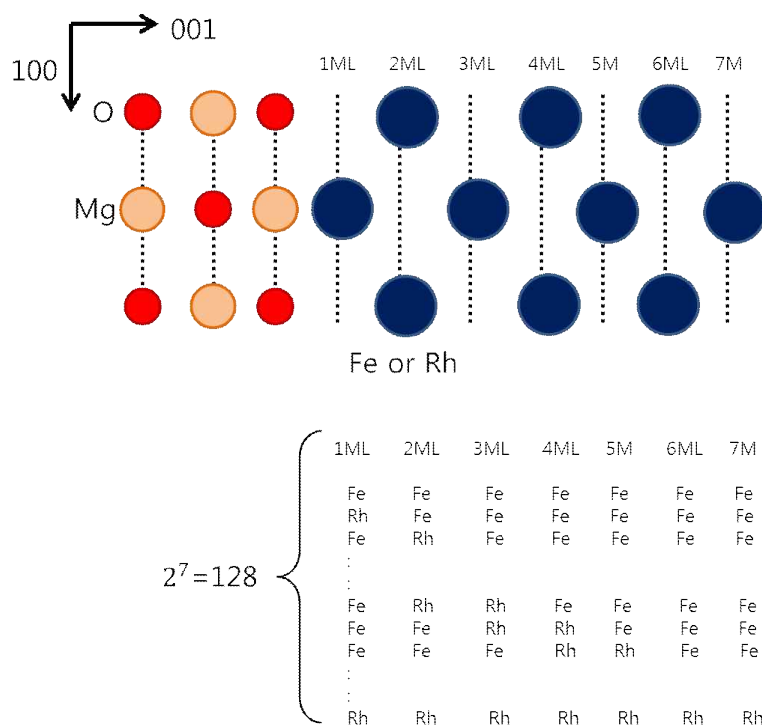 001
100
1ML 2ML 3ML 4ML 5M 6ML 7M
O
Mg
Fe or Rh
1ML 2ML 3ML 4ML 5M 6ML 7M
Fe Fe Fe Fe Fe Fe Fe
Rh Fe Fe Fe Fe Fe Fe
Fe Rh Fe Fe Fe Fe Fe
:
:
2⁷=128
Fe Rh Rh Fe Fe Fe Fe
Fe Fe Rh Rh Fe Fe Fe
Fe Fe Fe Rh Rh Fe Fe
:
:
Rh Rh Rh Rh Rh Rh Rh